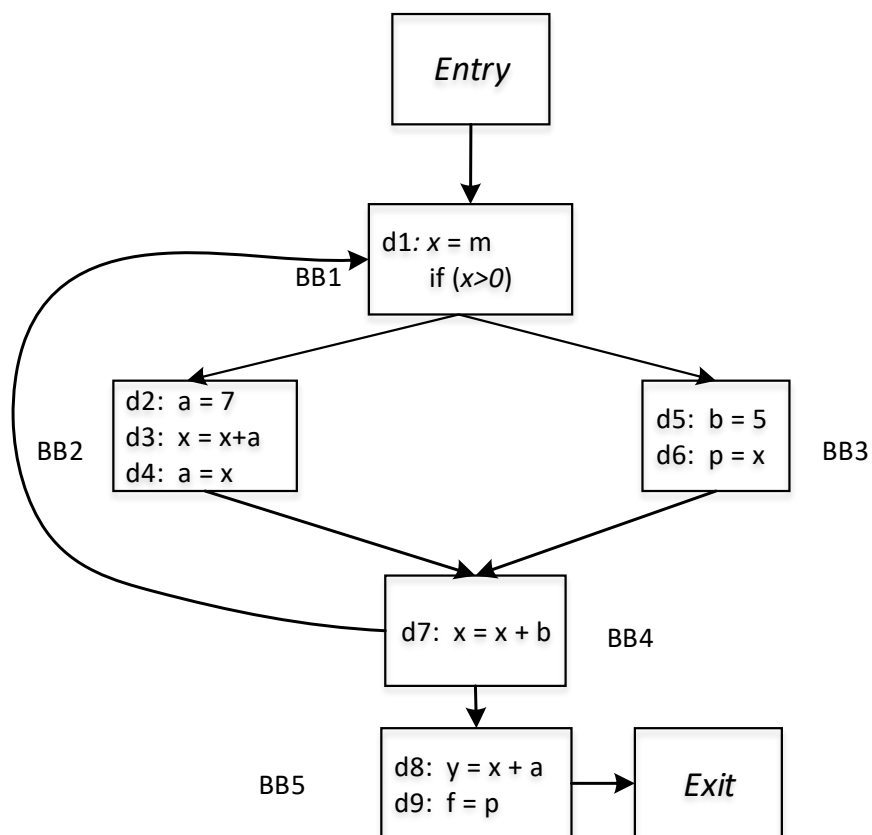 Entry
d1: x = m
if (x>0)
BB1
d2: a = 7
d3: x = x+a
d4: a = x
BB2
d5: b = 5
d6: p = x
BB3
d7: x = x + b
BB4
d8: y = x + a
d9: f = p
BB5
Exit